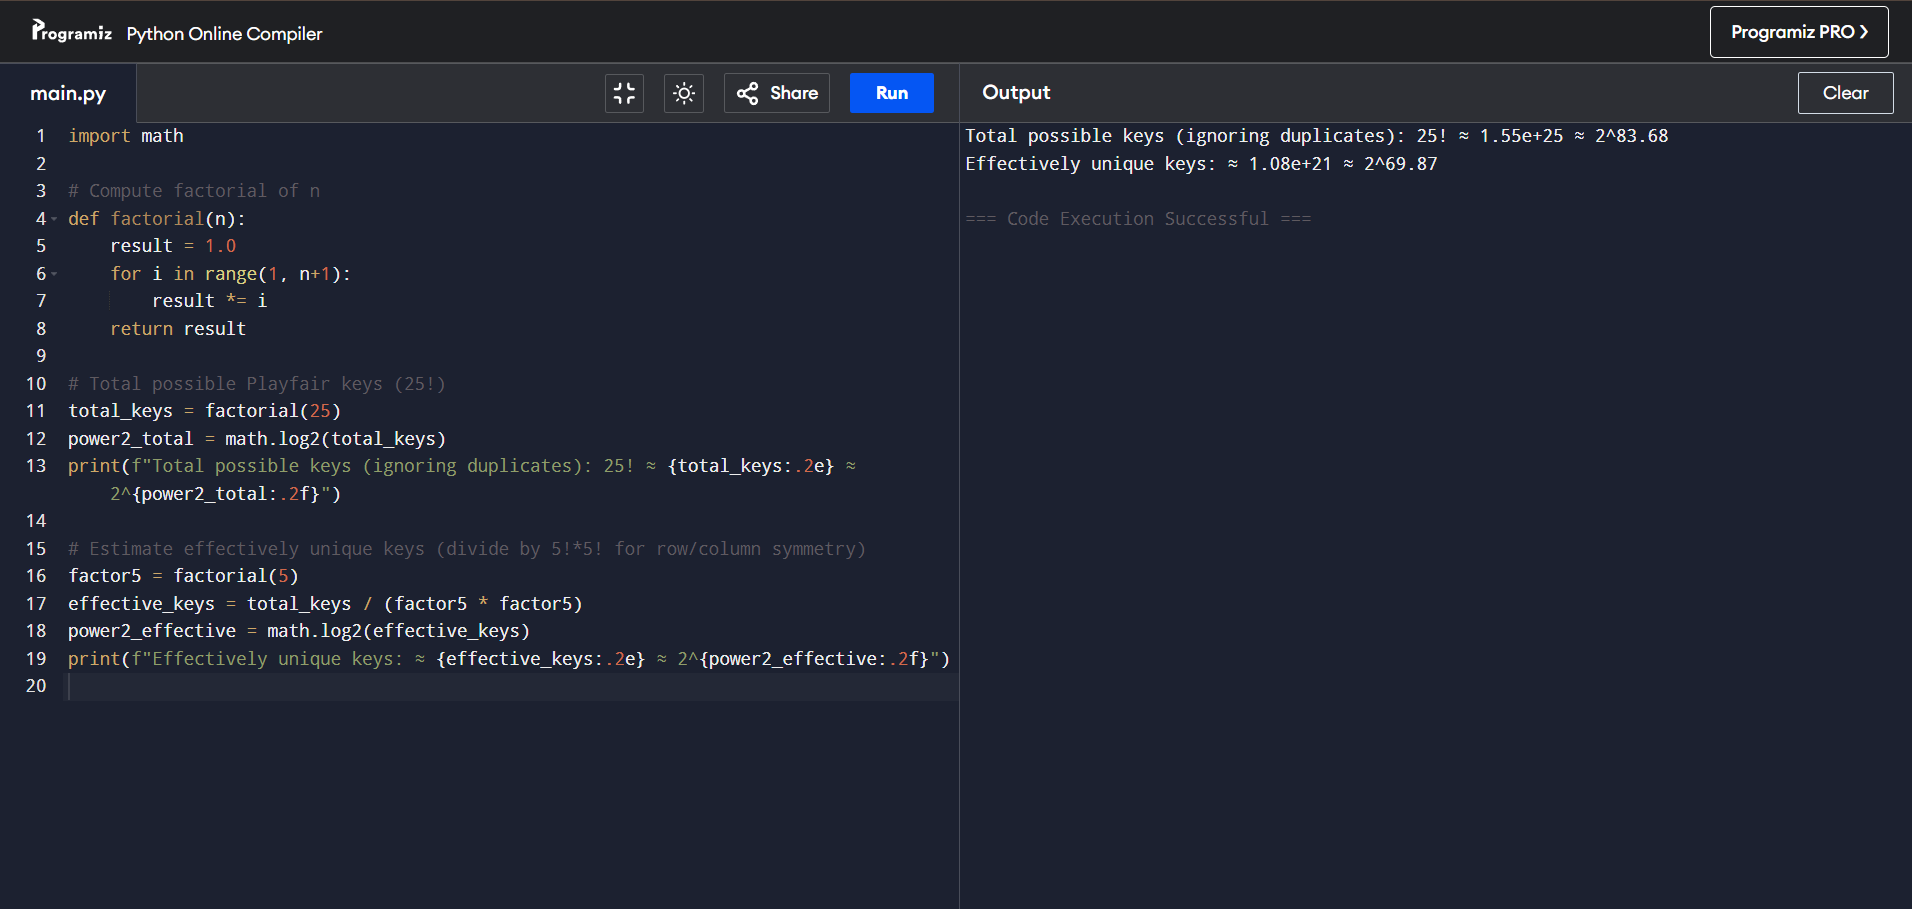 Programiz Python Online Compiler
Programiz PRO ❯
main.py
Share
Run
Output
Clear
1 import math
2
3 # Compute factorial of n
4 def factorial(n):
5     result = 1.0
6     for i in range(1, n+1):
7         result *= i
8     return result
9
10 # Total possible Playfair keys (25!)
11 total_keys = factorial(25)
12 power2_total = math.log2(total_keys)
13 print(f"Total possible keys (ignoring duplicates): 25! ≈ {total_keys:.2e} ≈
    2^{power2_total:.2f}")
14
15 # Estimate effectively unique keys (divide by 5!*5! for row/column symmetry)
16 factor5 = factorial(5)
17 effective_keys = total_keys / (factor5 * factor5)
18 power2_effective = math.log2(effective_keys)
19 print(f"Effectively unique keys: ≈ {effective_keys:.2e} ≈ 2^{power2_effective:.2f}")
20
Total possible keys (ignoring duplicates): 25! ≈ 1.55e+25 ≈ 2^83.68
Effectively unique keys: ≈ 1.08e+21 ≈ 2^69.87
=== Code Execution Successful ===